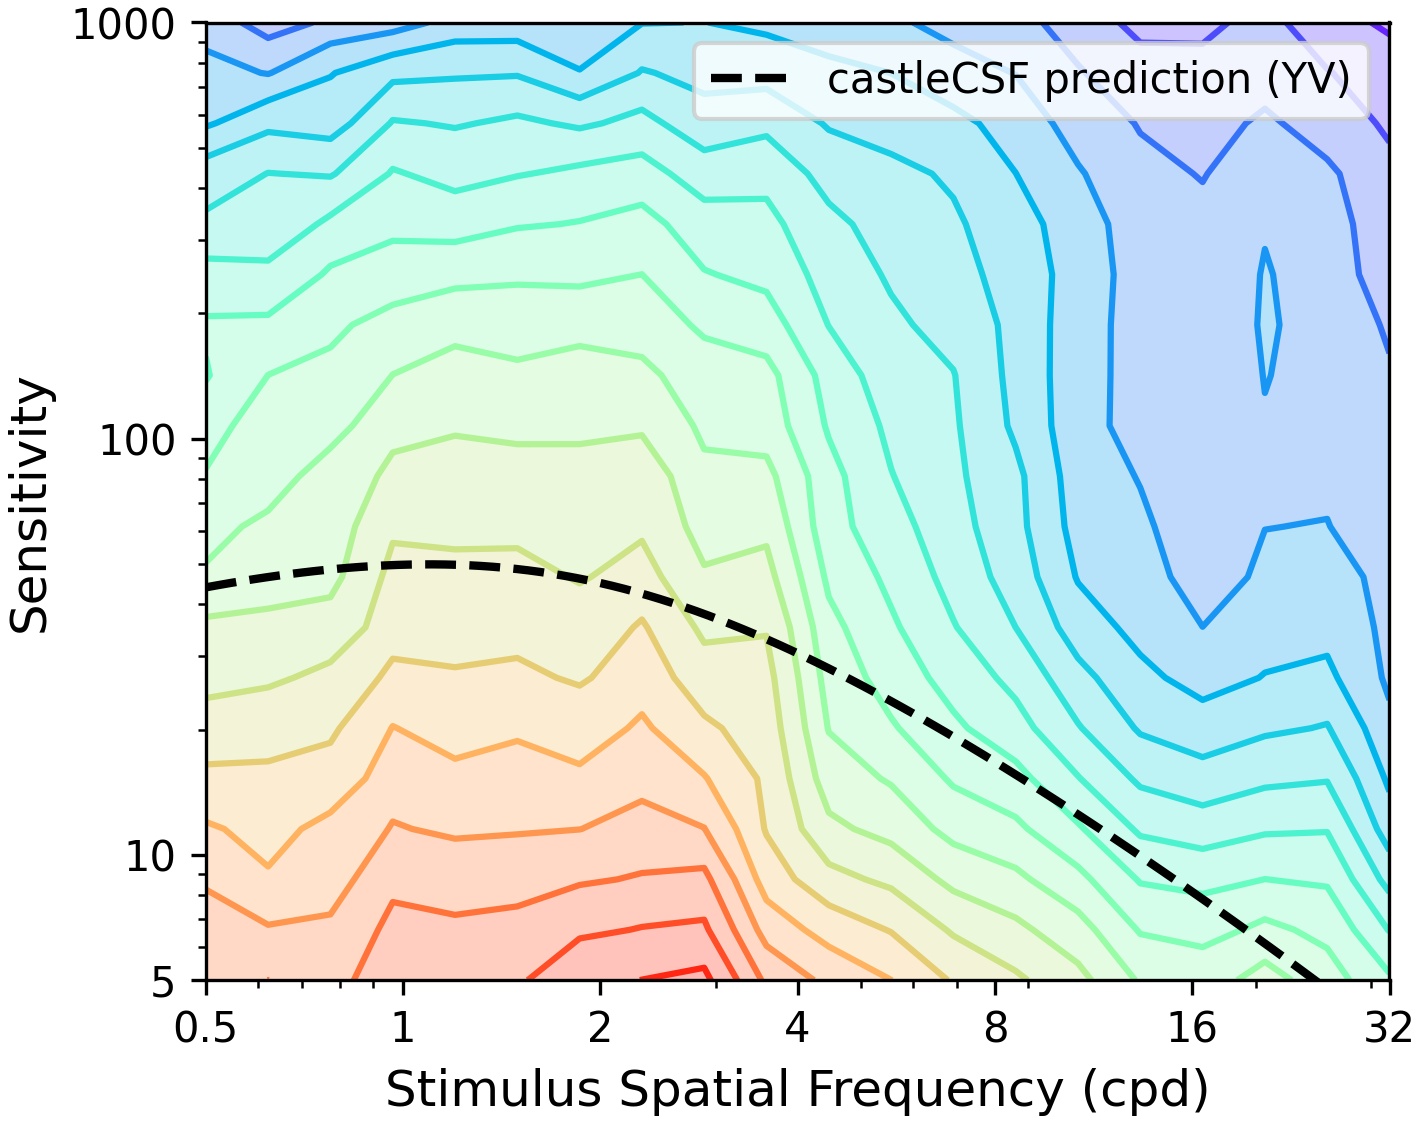 1000
castleCSF prediction (YV)
Sensitivity
100
10
5
0.5 1 2 4 8 16 32
Stimulus Spatial Frequency (cpd)